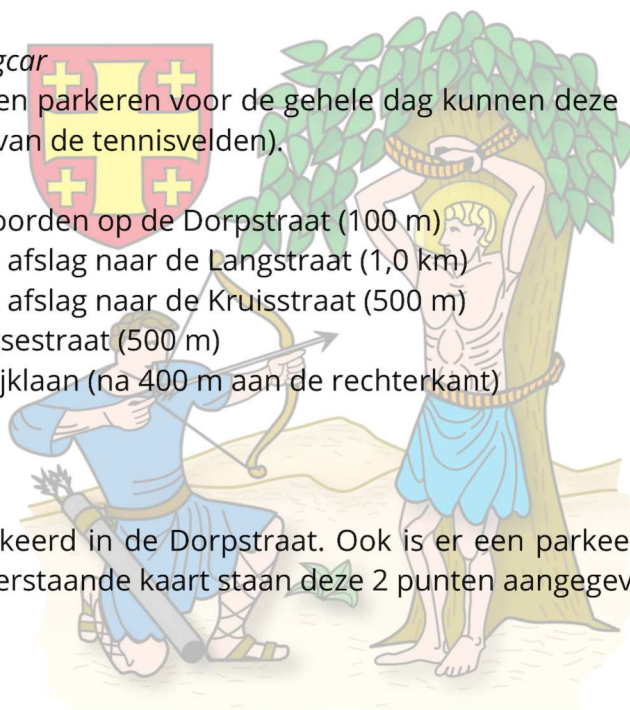 gcar
en parkeren voor de gehele dag kunnen deze
van de tennisvelden).
oorden op de Dorpstraat (100 m)
afslag naar de Langstraat (1,0 km)
afslag naar de Kruisstraat (500 m)
sestraat (500 m)
ijklaan (na 400 m aan de rechterkant)
keerd in de Dorpstraat. Ook is er een parkee
erstaande kaart staan deze 2 punten aangegev